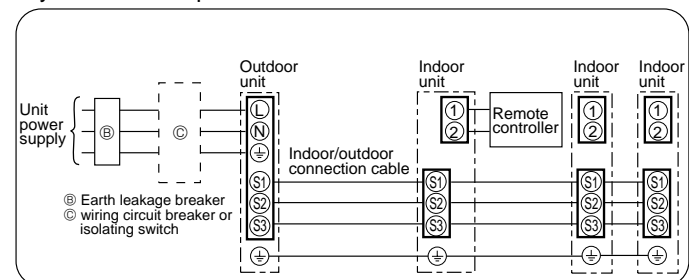 Outdoor unit
Indoor unit
Indoor unit
Indoor unit
Unit power supply
Ⓑ
Ⓒ
L
N
⏚
S1
S2
S3
⏚
1
2
Remote controller
1
2
1
2
Indoor/outdoor connection cable
S1
S2
S3
⏚
S1
S2
S3
⏚
S1
S2
S3
⏚
Ⓑ Earth leakage breaker
Ⓒ wiring circuit breaker or
isolating switch